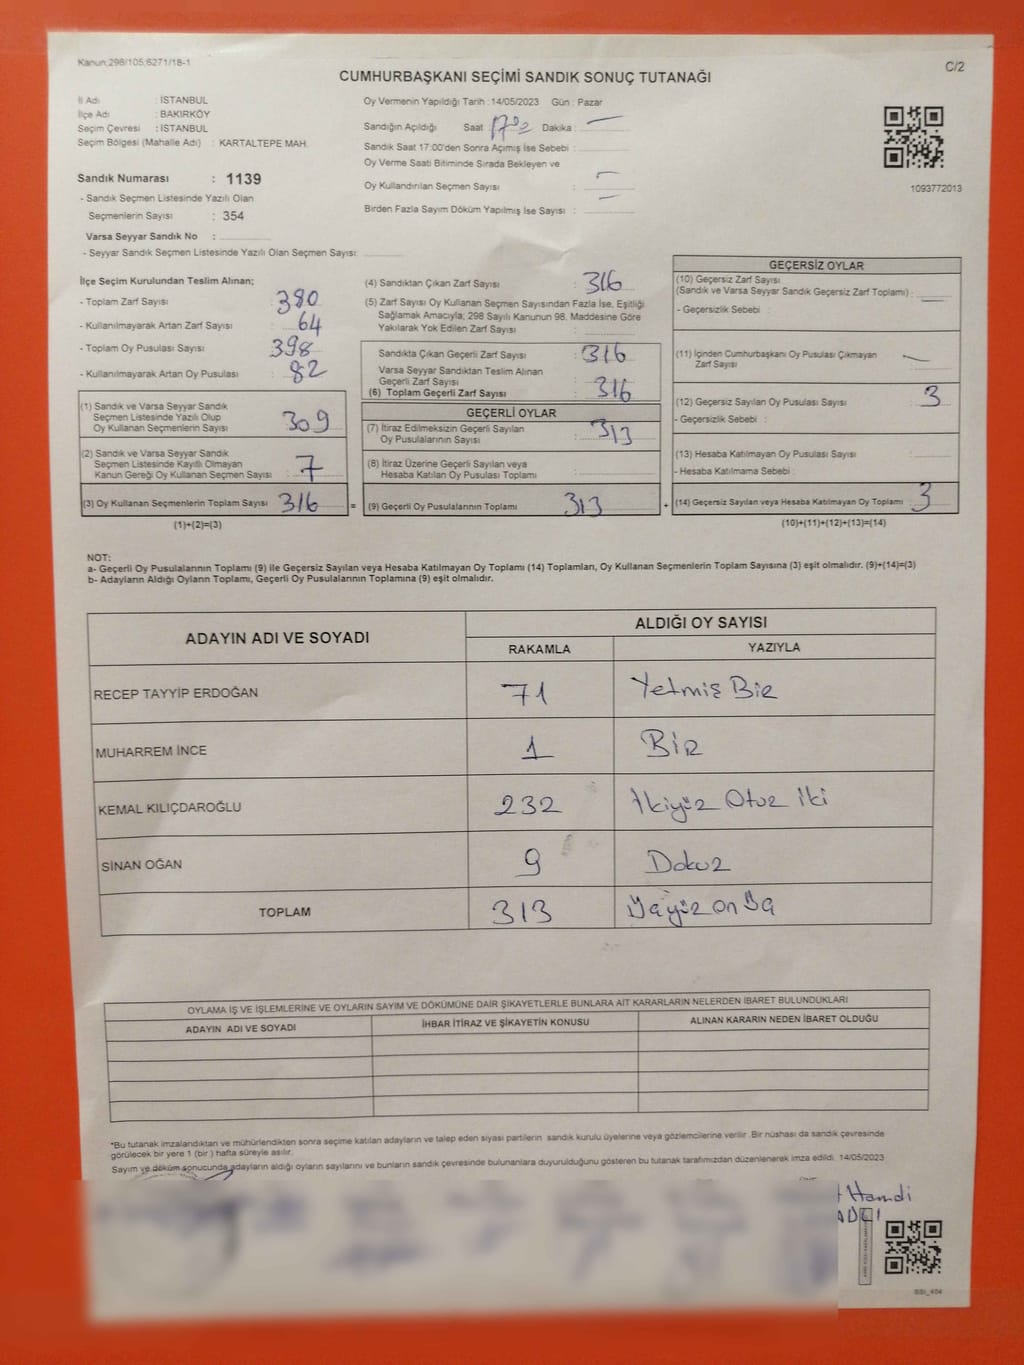 Kanun;298/105;6271/18-1
C/2
CUMHURBAŞKANI SEÇİMİ SANDIK SONUÇ TUTANAĞI
İl Adı : İSTANBUL
İlçe Adı : BAKIRKÖY
Seçim Çevresi : İSTANBUL
Seçim Bölgesi (Mahalle Adı) : KARTALTEPE MAH.
Sandık Numarası : 1139
- Sandık Seçmen Listesinde Yazılı Olan
Seçmenlerin Sayısı : 354
Varsa Seyyar Sandık No :
- Seyyar Sandık Seçmen Listesinde Yazılı Olan Seçmen Sayısı:
Oy Vermenin Yapıldığı Tarih :14/05/2023 Gün : Pazar
Sandığın Açıldığı Saat : Dakika :
Sandık Saat 17:00'den Sonra Açımış İse Sebebi :
Oy Verme Saati Bitiminde Sırada Bekleyen ve
Oy Kullandırılan Seçmen Sayısı :
Birden Fazla Sayım Döküm Yapılmış İse Sayısı :
1093772013
İlçe Seçim Kurulundan Teslim Alınan;
- Toplam Zarf Sayısı : 380
- Kullanılmayarak Artan Zarf Sayısı : 64
- Toplam Oy Pusulası Sayısı : 398
- Kullanılmayarak Artan Oy Pusulası : 82
(1) Sandık ve Varsa Seyyar Sandık
Seçmen Listesinde Yazılı Olup
Oy Kullanan Seçmenlerin Sayısı : 309
(2) Sandık ve Varsa Seyyar Sandık
Seçmen Listesinde Kayıtlı Olmayan
Kanun Gereği Oy Kullanan Seçmen Sayısı : 7
(3) Oy Kullanan Seçmenlerin Toplam Sayısı 316 =
(1)+(2)=(3)
(4) Sandıktan Çıkan Zarf Sayısı : 316
(5) Zarf Sayısı Oy Kullanan Seçmen Sayısından Fazla İse, Eşitliği
Sağlamak Amacıyla; 298 Sayılı Kanunun 98. Maddesine Göre
Yakılarak Yok Edilen Zarf Sayısı :
Sandıkta Çıkan Geçerli Zarf Sayısı : 316
Varsa Seyyar Sandıktan Teslim Alınan
Geçerli Zarf Sayısı :
(6) Toplam Geçerli Zarf Sayısı : 316
GEÇERLİ OYLAR
(7) İtiraz Edilmeksizin Geçerli Sayılan
Oy Pusulalarının Sayısı : 313
(8) İtiraz Üzerine Geçerli Sayılan veya
Hesaba Katılan Oy Pusulası Toplamı :
(9) Geçerli Oy Pusulalarının Toplamı 313 +
GEÇERSİZ OYLAR
(10) Geçersiz Zarf Sayısı
(Sandık ve Varsa Seyyar Sandık Geçersiz Zarf Toplamı) :
- Geçersizlik Sebebi :
(11) İçinden Cumhurbaşkanı Oy Pusulası Çıkmayan
Zarf Sayısı :
(12) Geçersiz Sayılan Oy Pusulası Sayısı : 3
- Geçersizlik Sebebi :
(13) Hesaba Katılmayan Oy Pusulası Sayısı :
- Hesaba Katılmama Sebebi :
(14) Geçersiz Sayılan veya Hesaba Katılmayan Oy Toplamı 3
(10)+(11)+(12)+(13)=(14)
NOT:
a- Geçerli Oy Pusulalarının Toplamı (9) ile Geçersiz Sayılan veya Hesaba Katılmayan Oy Toplamı (14) Toplamları, Oy Kullanan Seçmenlerin Toplam Sayısına (3) eşit olmalıdır. (9)+(14)=(3)
b- Adayların Aldığı Oyların Toplamı, Geçerli Oy Pusulalarının Toplamına (9) eşit olmalıdır.
ADAYIN ADI VE SOYADI
ALDIĞI OY SAYISI
RAKAMLA YAZIYLA
RECEP TAYYİP ERDOĞAN 71 Yetmiş Bir
MUHARREM İNCE 1 Bir
KEMAL KILIÇDAROĞLU 232 İkiyüz Otuz iki
SİNAN OĞAN 9 Dokuz
TOPLAM 313 Üçyüz on Üç
OYLAMA İŞ VE İŞLEMLERİNE VE OYLARIN SAYIM VE DÖKÜMÜNE DAİR ŞİKAYETLERLE BUNLARA AİT KARARLARIN NELERDEN İBARET BULUNDUKLARI
ADAYIN ADI VE SOYADI İHBAR İTİRAZ VE ŞİKAYETİN KONUSU ALINAN KARARIN NEDEN İBARET OLDUĞU
*Bu tutanak imzalandıktan ve mühürlendikten sonra seçime katılan adayların ve talep eden siyasi partilerin sandık kurulu üyelerine veya gözlemcilerine verilir .Bir nüshası da sandık çevresinde
görülecek bir yere 1 (bir ) hafta süreyle asılır.
Sayım ve döküm sonucunda adayların aldığı oyların sayılarını ve bunların sandık çevresinde bulunanlara duyurulduğunu gösteren bu tutanak tarafımızdan düzenlenerek imza edildi. 14/05/2023
Hamdi